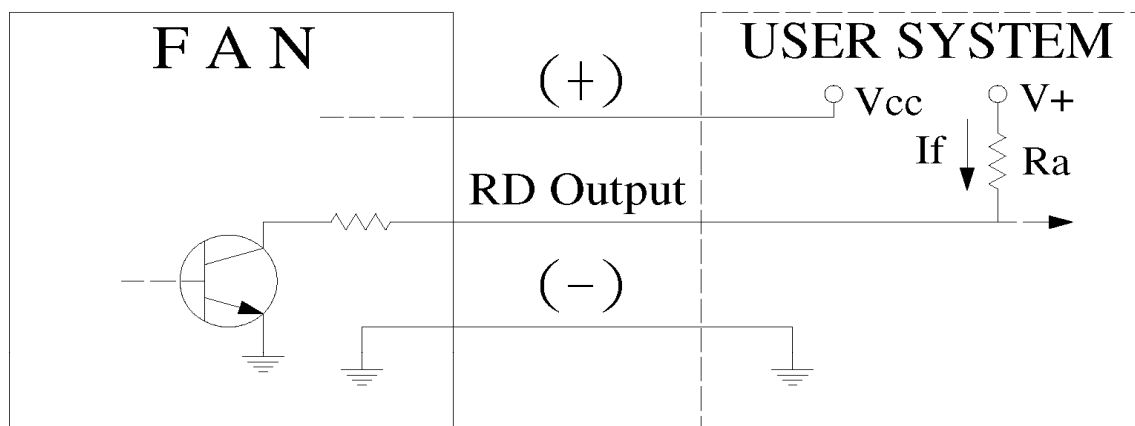 F A N
USER SYSTEM
(+)
Vcc
V+
If
Ra
RD Output
(−)